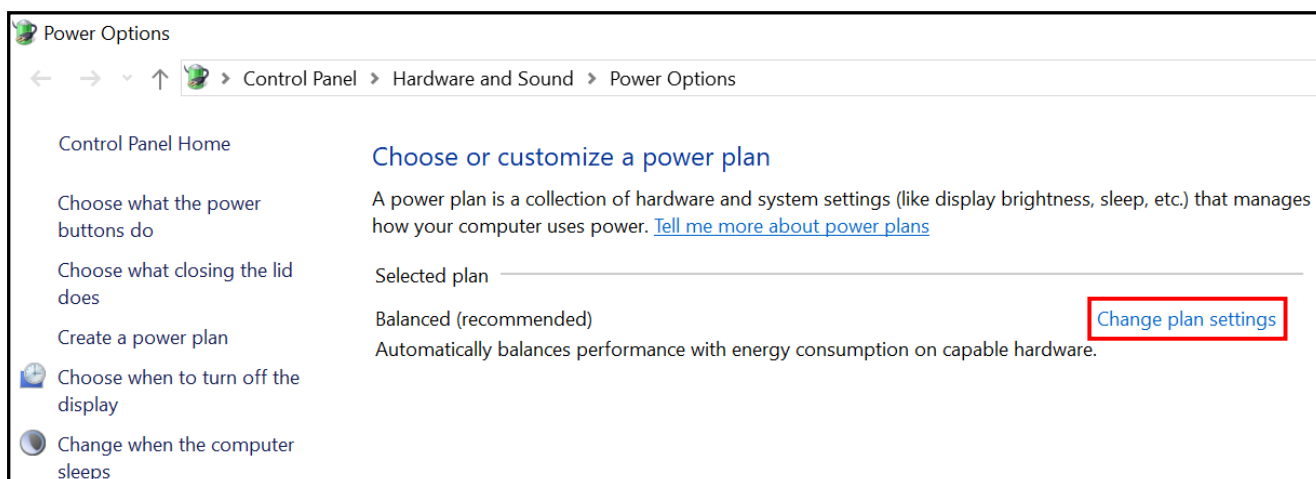 Power Options
Control Panel > Hardware and Sound > Power Options
Control Panel Home
Choose what the power
buttons do
Choose what closing the lid
does
Create a power plan
Choose when to turn off the
display
Change when the computer
sleeps
Choose or customize a power plan
A power plan is a collection of hardware and system settings (like display brightness, sleep, etc.) that manages
how your computer uses power. Tell me more about power plans
Selected plan
Balanced (recommended)
Change plan settings
Automatically balances performance with energy consumption on capable hardware.